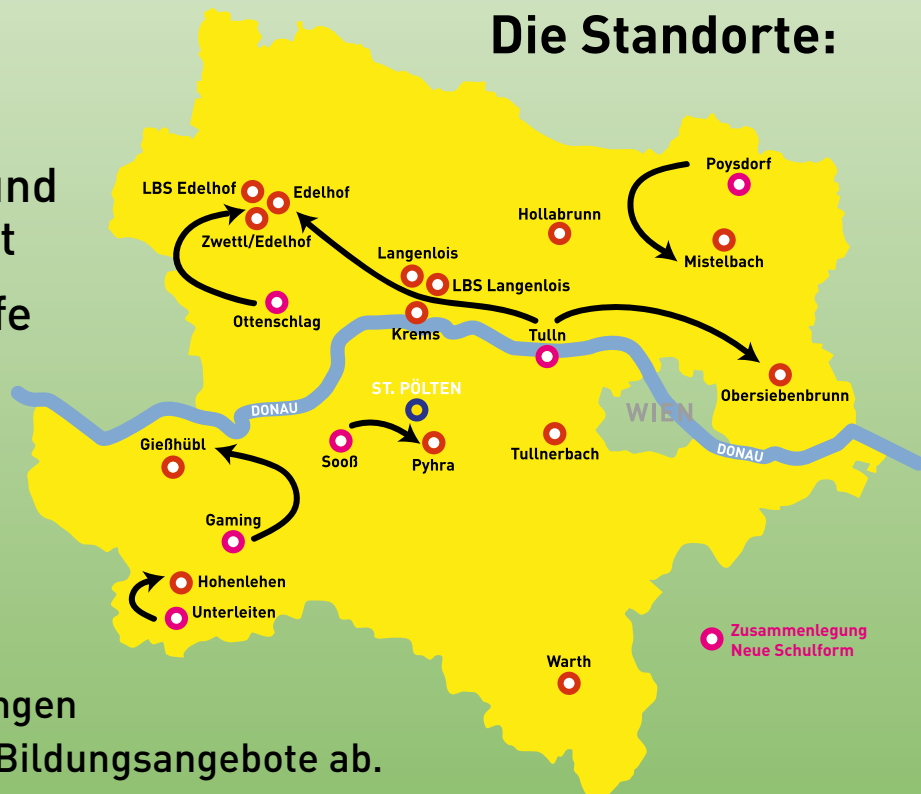 Die Standorte:
und
t
fe
Poysdorf
LBS Edelhof
Edelhof
Hollabrunn
Zwettl/Edelhof
Langenlois
Mistelbach
LBS Langenlois
Ottenschlag
Krems
Tulln
ST. PÖLTEN
Obersiebenbrunn
DONAU
WIEN
Gießhübl
Sooß
Pyhra
Tullnerbach
DONAU
Gaming
Hohenlehen
Unterleiten
Zusammenlegung
Neue Schulform
Warth
ngen
Bildungsangebote ab.